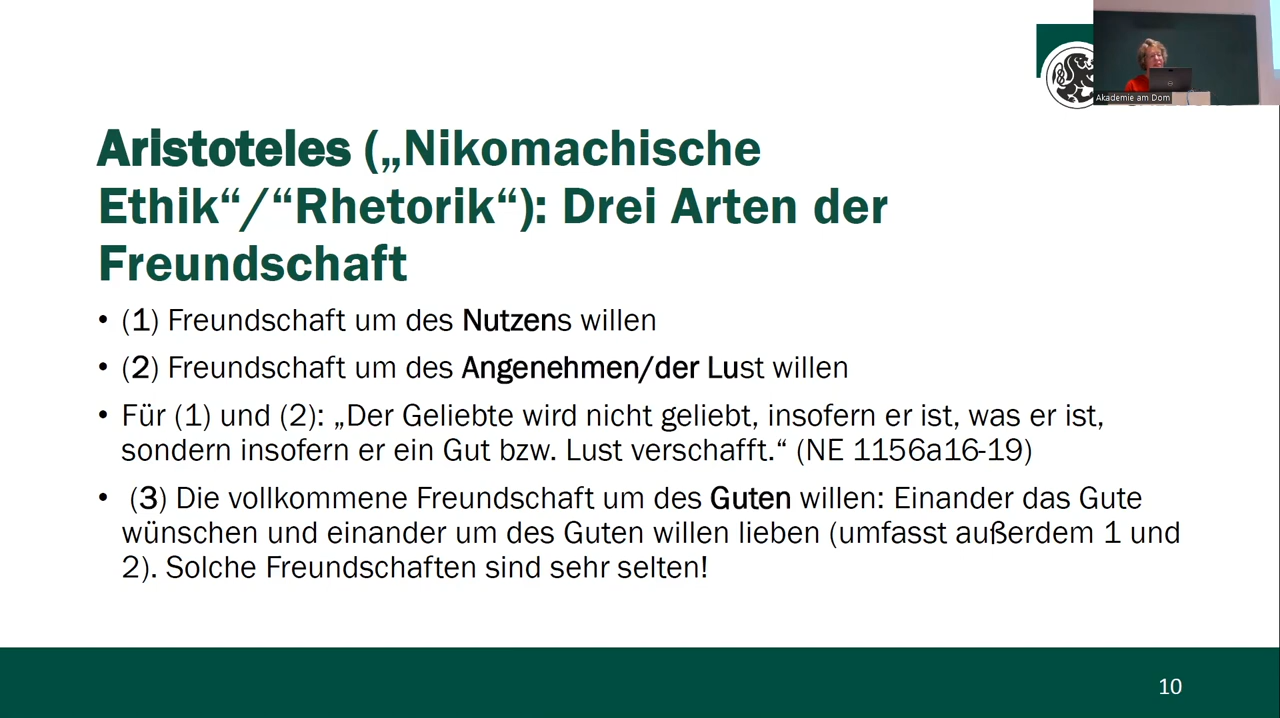 Akademie am Dom
Aristoteles („Nikomachische
Ethik“/“Rhetorik“): Drei Arten der
Freundschaft
• (1) Freundschaft um des Nutzens willen
• (2) Freundschaft um des Angenehmen/der Lust willen
• Für (1) und (2): „Der Geliebte wird nicht geliebt, insofern er ist, was er ist,
sondern insofern er ein Gut bzw. Lust verschafft.“ (NE 1156a16-19)
• (3) Die vollkommene Freundschaft um des Guten willen: Einander das Gute
wünschen und einander um des Guten willen lieben (umfasst außerdem 1 und
2). Solche Freundschaften sind sehr selten!
10